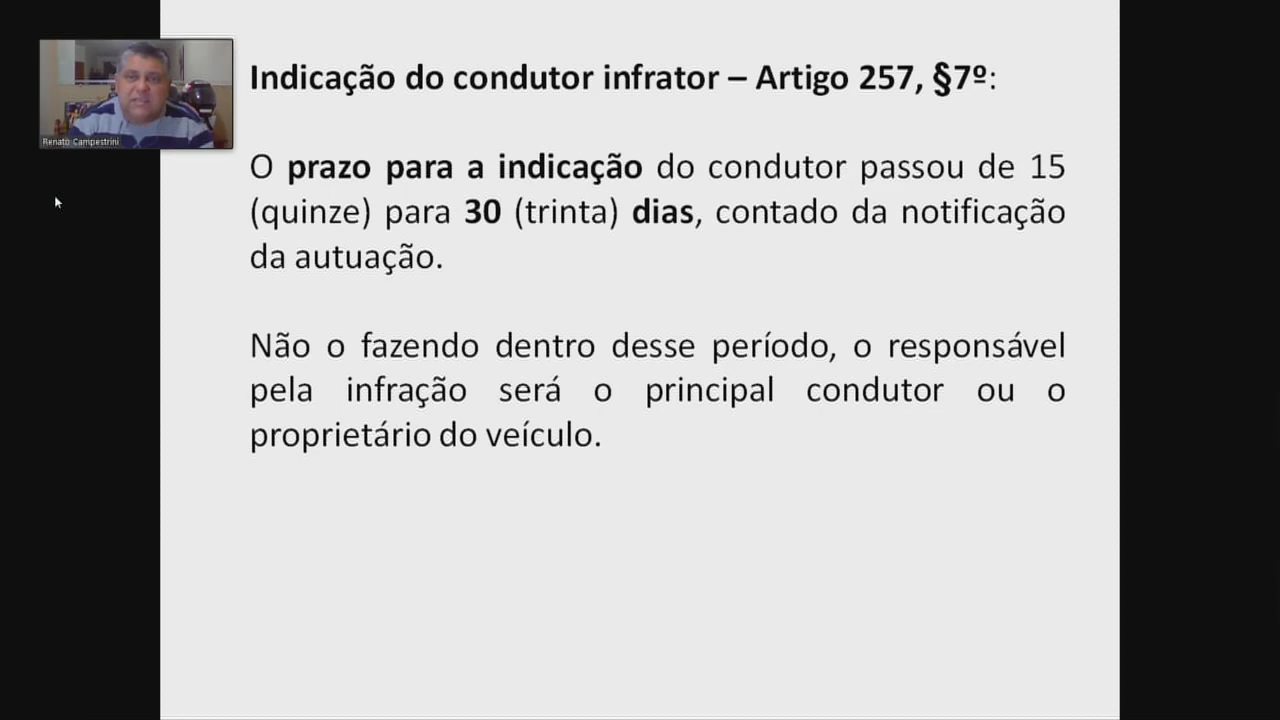 Renato Campestrini
Indicação do condutor infrator – Artigo 257, §7º:
O prazo para a indicação do condutor passou de 15
(quinze) para 30 (trinta) dias, contado da notificação
da autuação.
Não o fazendo dentro desse período, o responsável
pela infração será o principal condutor ou o
proprietário do veículo.